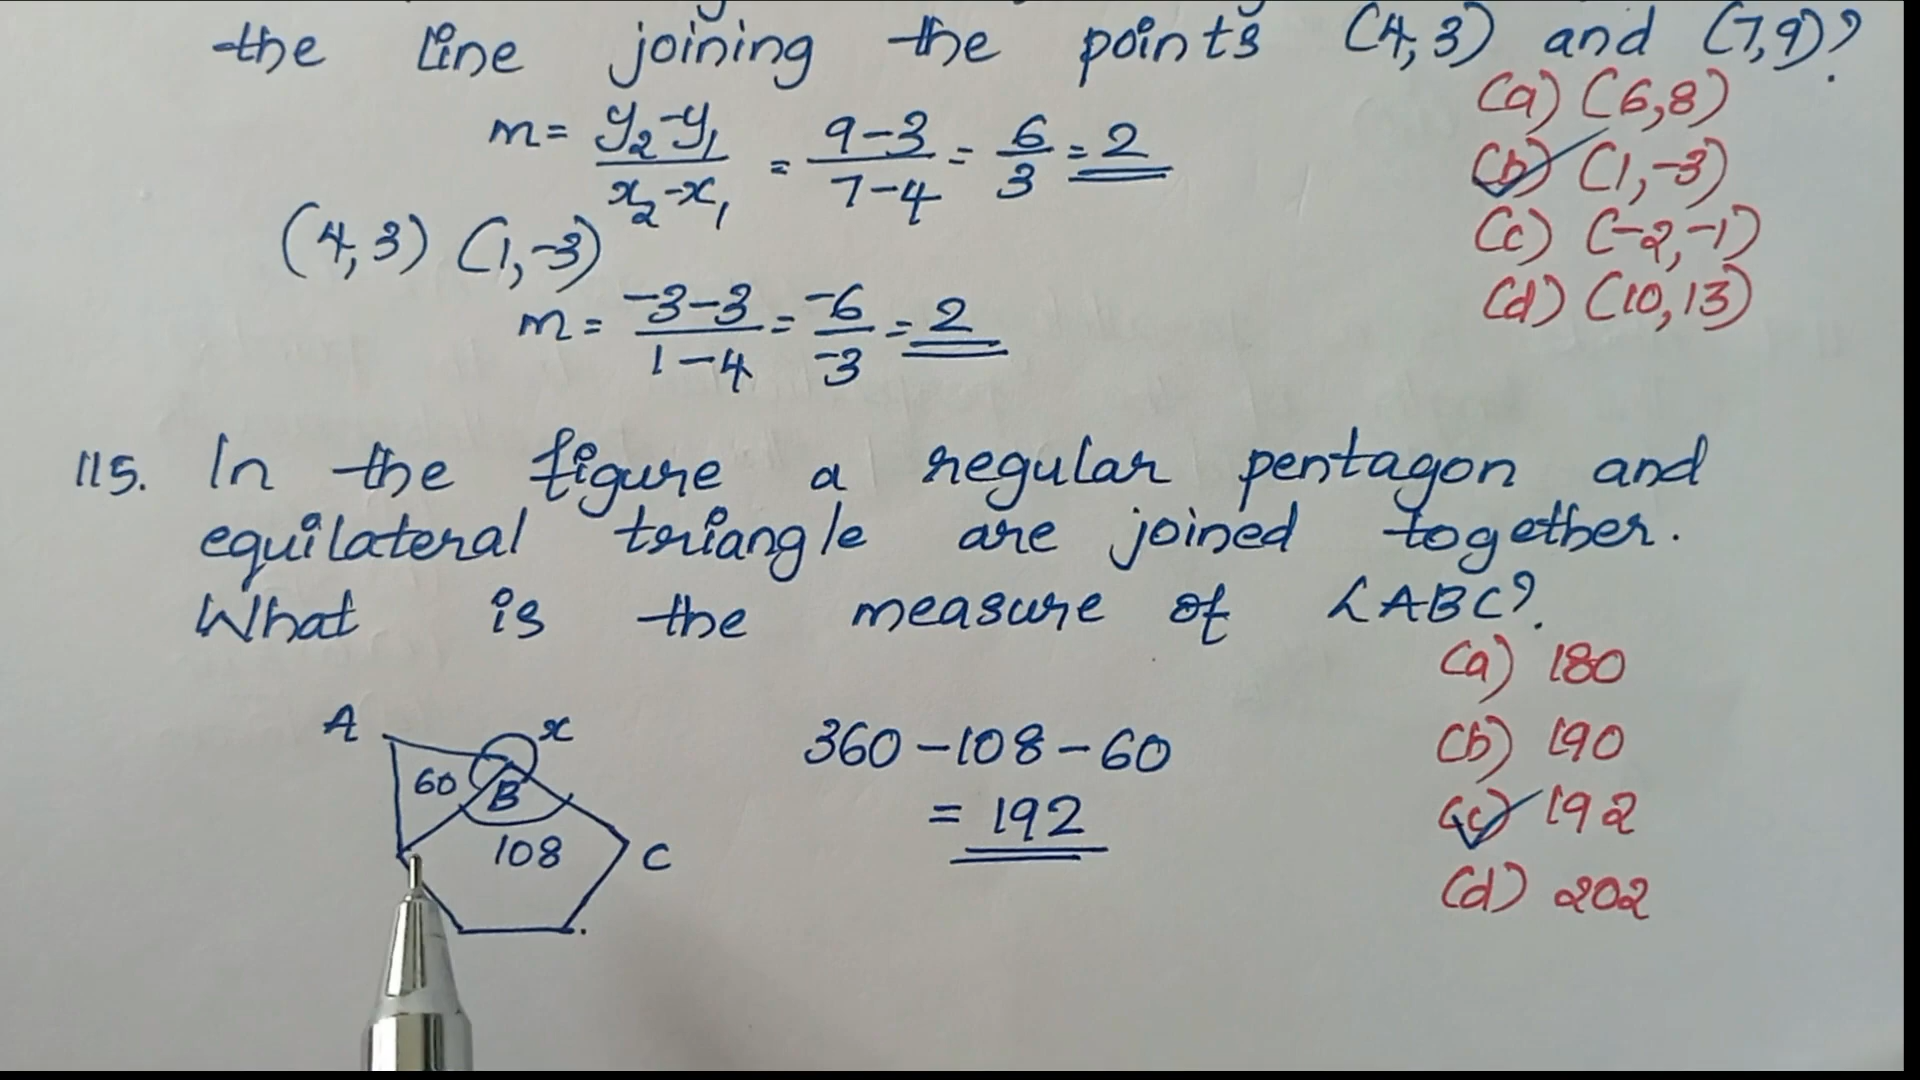 the line joining the points (4,3) and (7,9)?
(a) (6,8)
m = y₂-y₁ / x₂-x₁ = 9-3 / 7-4 = 6/3 = 2
(b) (1,-3)
(c) (-2,-1)
(4,3) (1,-3)
(d) (10,13)
m = -3-3 / 1-4 = -6/-3 = 2
115. In the figure a regular pentagon and
equilateral triangle are joined together.
What is the measure of ∠ABC?
(a) 180
(b) 190
(c) 192
(d) 202
A
x
60
B
108
C
360-108-60
= 192